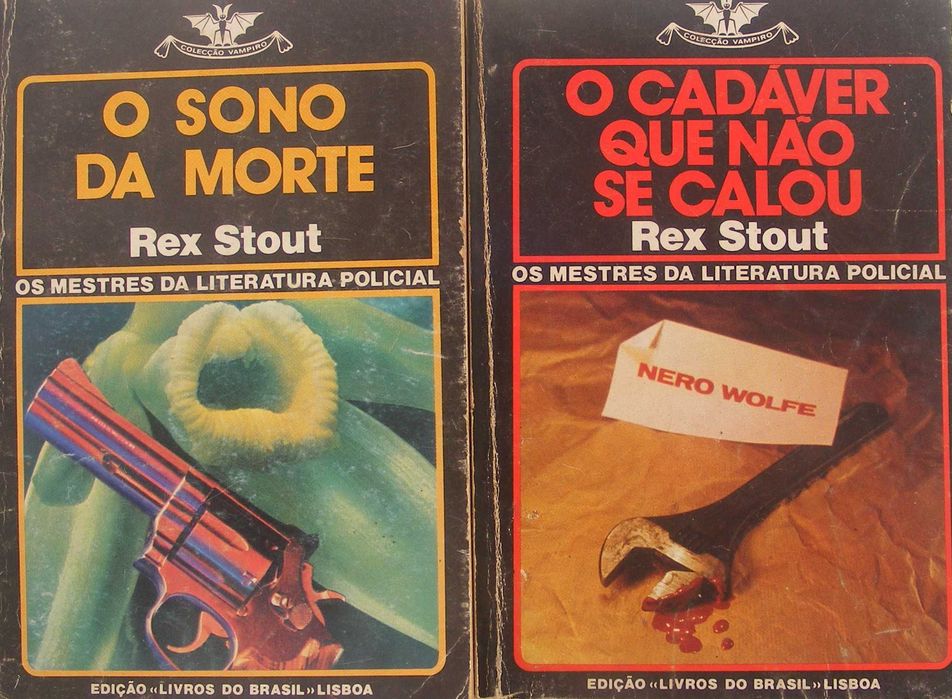 COLECÇÃO VAMPIRO
O SONO
DA MORTE
Rex Stout
OS MESTRES DA LITERATURA POLICIAL
EDIÇÃO «LIVROS DO BRASIL» LISBOA
COLECÇÃO VAMPIRO
O CADÁVER
QUE NÃO
SE CALOU
Rex Stout
OS MESTRES DA LITERATURA POLICIAL
NERO WOLFE
EDIÇÃO «LIVROS DO BRASIL» LISBOA